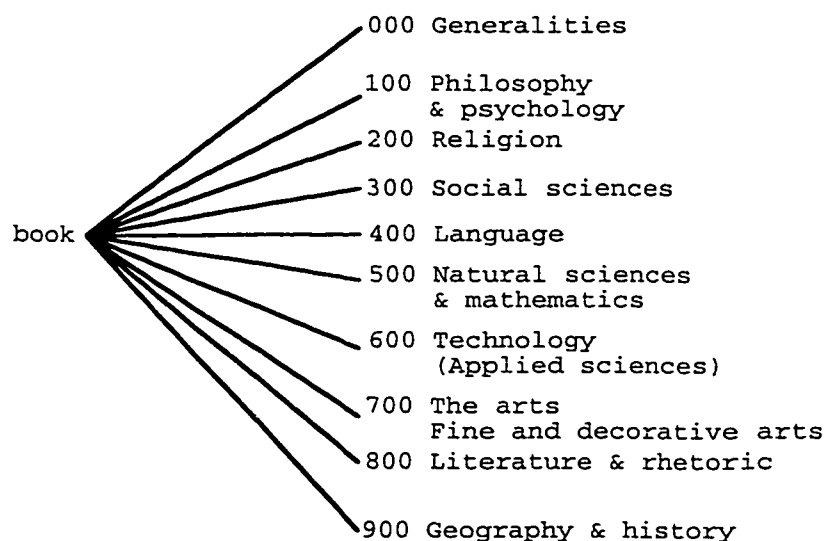 000 Generalities
100 Philosophy
& psychology
200 Religion
300 Social sciences
book
400 Language
500 Natural sciences
& mathematics
600 Technology
(Applied sciences)
700 The arts
Fine and decorative arts
800 Literature & rhetoric
900 Geography & history